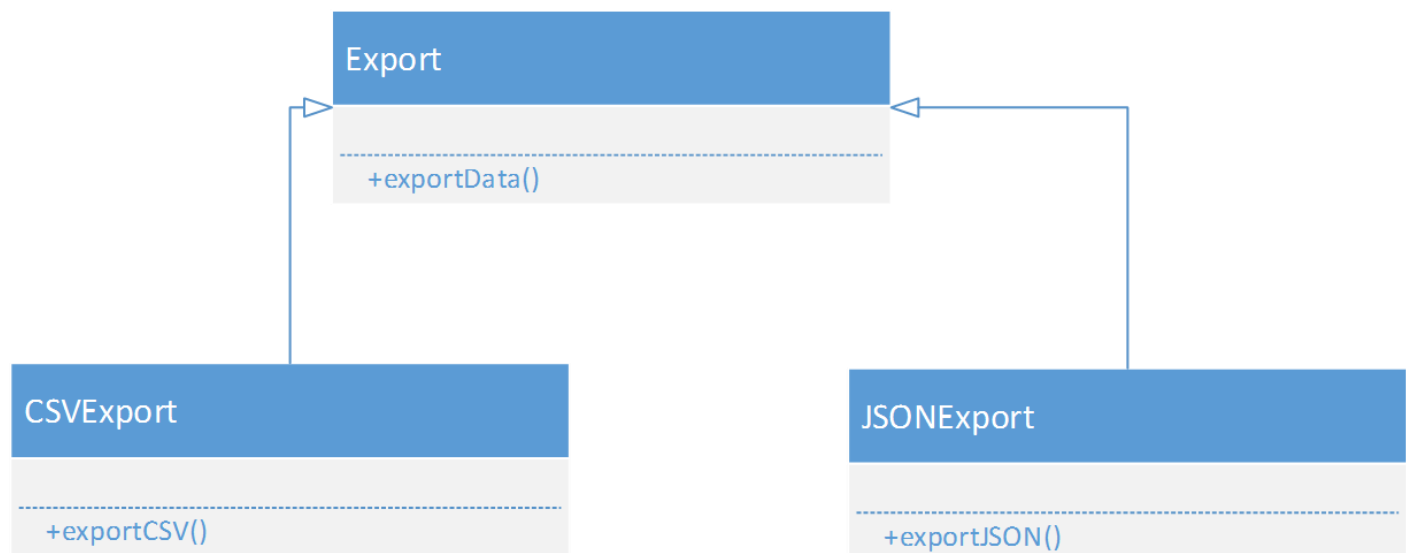 Export
+exportData()
CSVExport
+exportCSV()
JSONExport
+exportJSON()